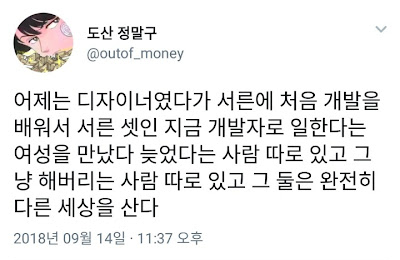 도산 정말구
@outof_money
어제는 디자이너였다가 서른에 처음 개발을
배워서 서른 셋인 지금 개발자로 일한다는
여성을 만났다 늦었다는 사람 따로 있고 그
냥 해버리는 사람 따로 있고 그 둘은 완전히
다른 세상을 산다
2018년 09월 14일 · 11:37 오후